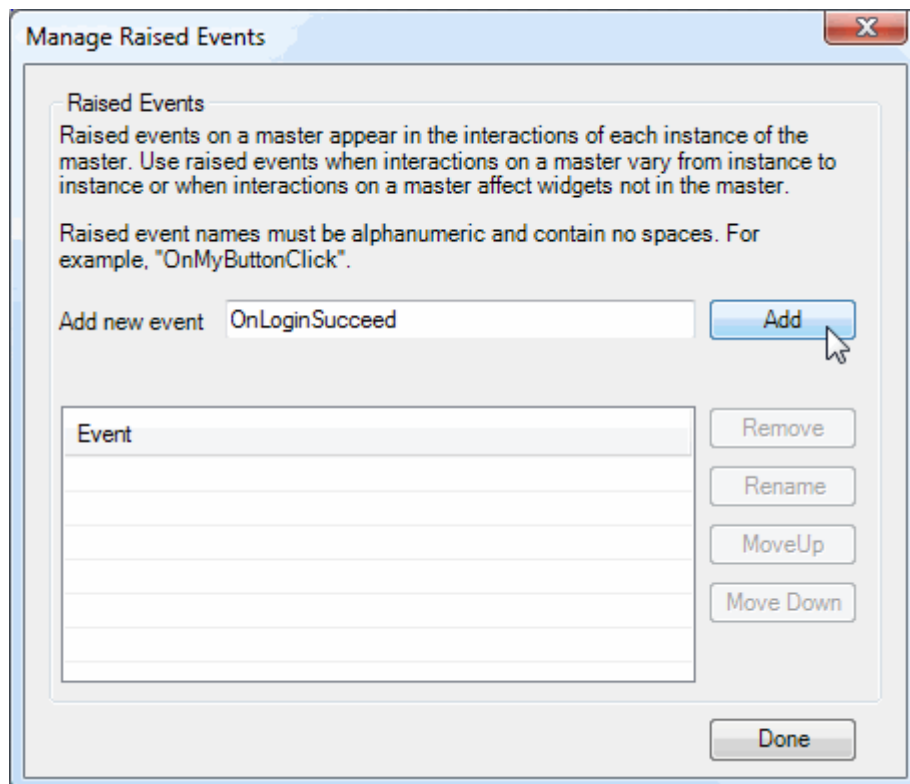 Manage Raised Events
Raised Events
Raised events on a master appear in the interactions of each instance of the
master. Use raised events when interactions on a master vary from instance to
instance or when interactions on a master affect widgets not in the master.
Raised event names must be alphanumeric and contain no spaces. For
example, "OnMyButtonClick".
Add new event OnLoginSucceed Add
Event
Remove
Rename
MoveUp
Move Down
Done